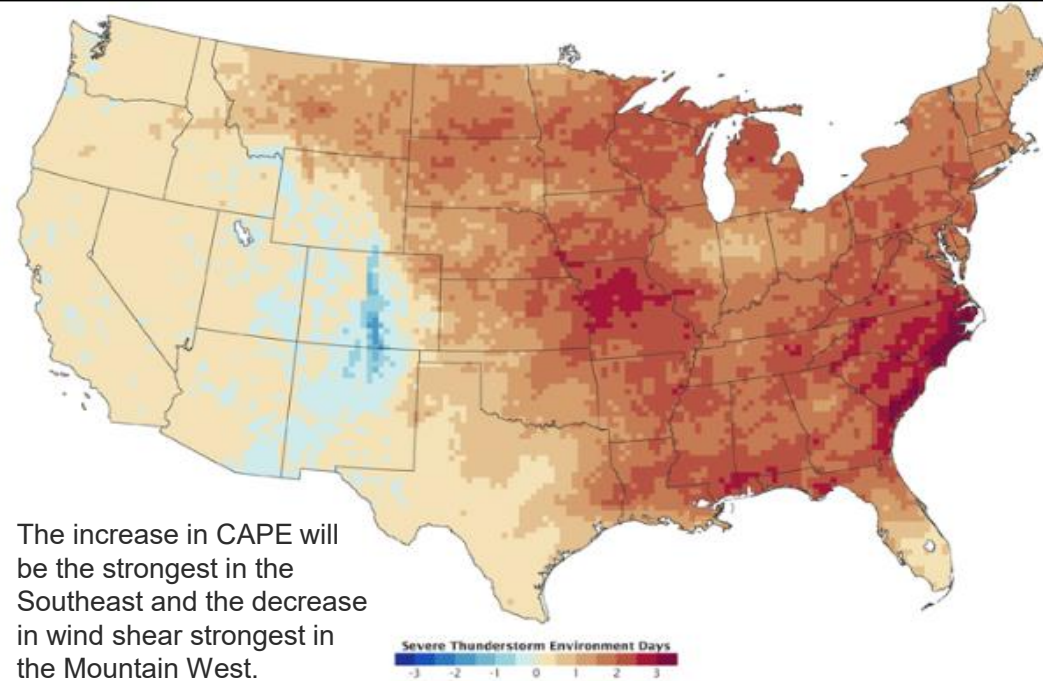 The increase in CAPE will
be the strongest in the
Southeast and the decrease
in wind shear strongest in
the Mountain West.
Severe Thunderstorm Environment Days
-3 -2 -1 0 1 2 3